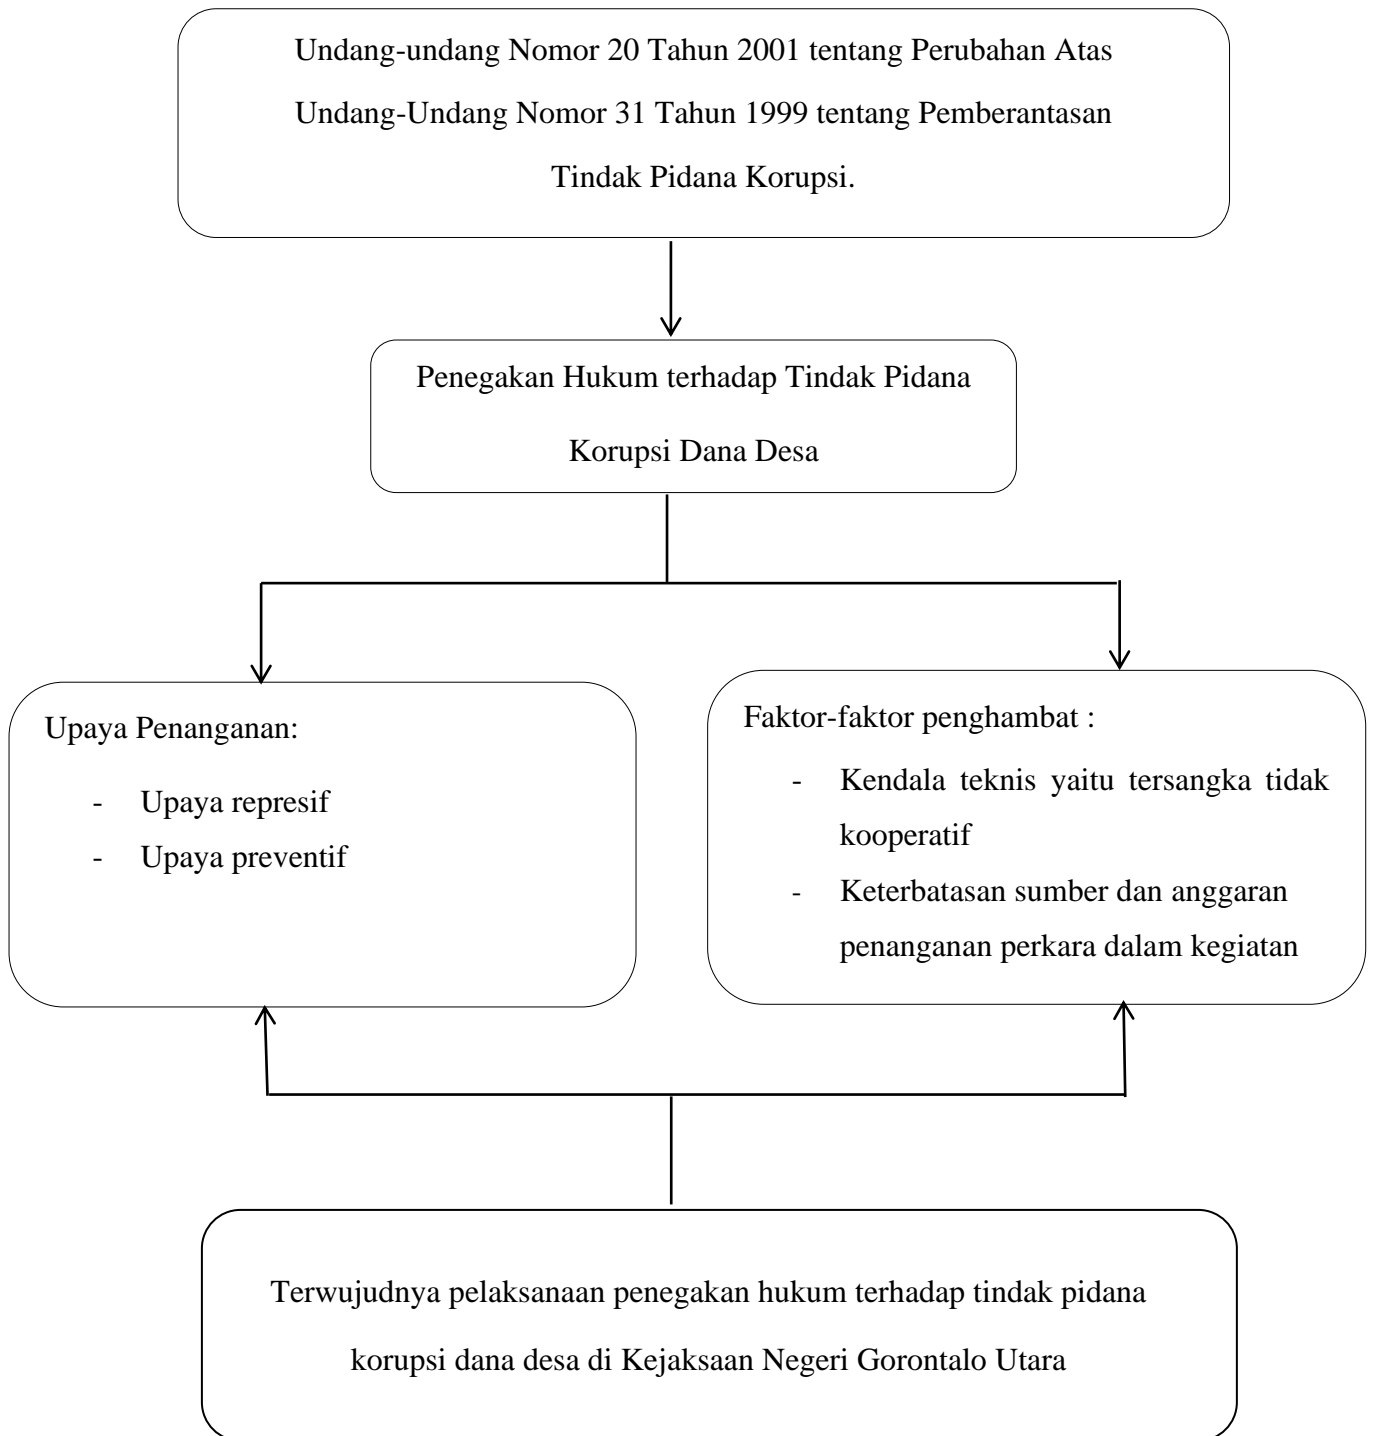 Undang-undang Nomor 20 Tahun 2001 tentang Perubahan Atas
Undang-Undang Nomor 31 Tahun 1999 tentang Pemberantasan
Tindak Pidana Korupsi.
Penegakan Hukum terhadap Tindak Pidana
Korupsi Dana Desa
Upaya Penanganan:
- Upaya represif
- Upaya preventif
Faktor-faktor penghambat :
- Kendala teknis yaitu tersangka tidak
kooperatif
- Keterbatasan sumber dan anggaran
penanganan perkara dalam kegiatan
Terwujudnya pelaksanaan penegakan hukum terhadap tindak pidana
korupsi dana desa di Kejaksaan Negeri Gorontalo Utara